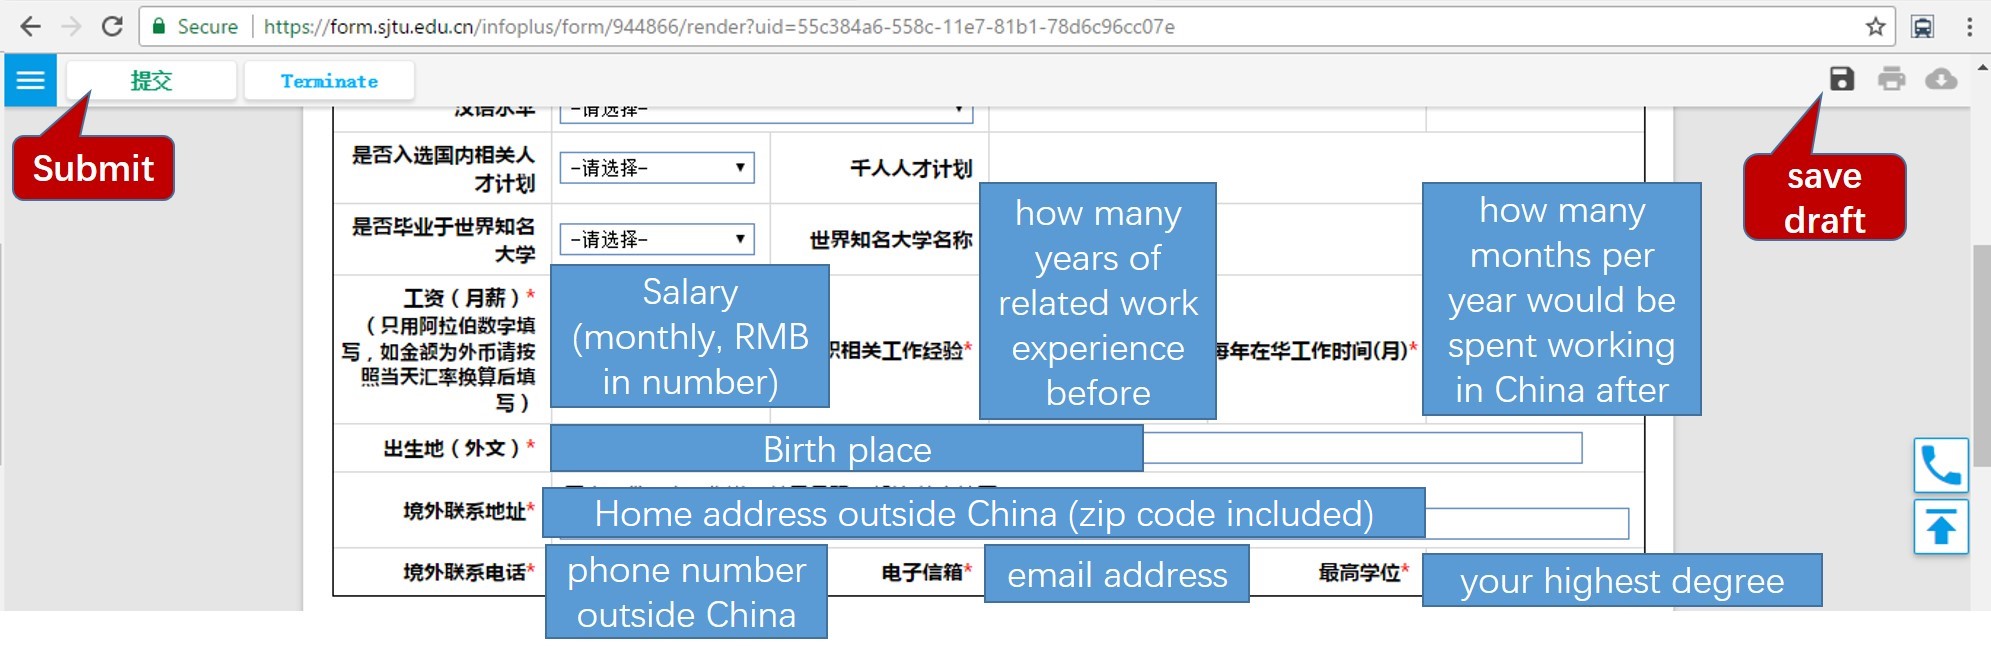 Secure https://form.sjtu.edu.cn/infoplus/form/944866/render?uid=55c384a6-558c-11e7-81b1-78d6c96cc07e
提交 Terminate
Submit
save
draft
汉语水平 -请选择-
是否入选国内相关人
才计划
-请选择-
千人人才计划
是否毕业于世界知名
大学
-请选择-
世界知名大学名称
工资（月薪）*
（只用阿拉伯数字填
写，如金额为外币请按
照当天汇率换算后填
写）
Salary
(monthly, RMB
in number)
职相关工作经验*
how many
years of
related work
experience
before
每年在华工作时间(月)*
how many
months per
year would be
spent working
in China after
出生地（外文）*
Birth place
境外联系地址*
Home address outside China (zip code included)
境外联系电话*
phone number
outside China
电子信箱*
email address
最高学位*
your highest degree